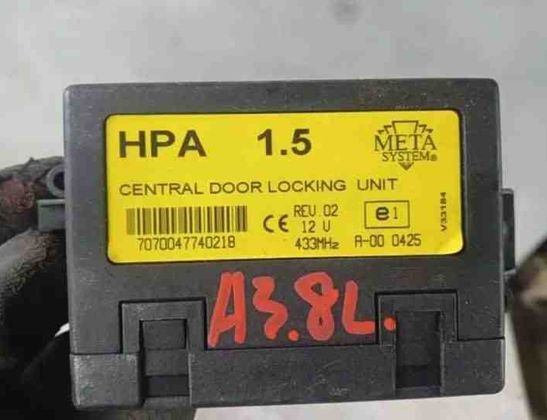 HPA 1.5
META
SYSTEM®
CENTRAL DOOR LOCKING UNIT
7070047740218
CE
REV 02
12 V
433MHz
e1
A-00 0425
V33184
A3.8L.